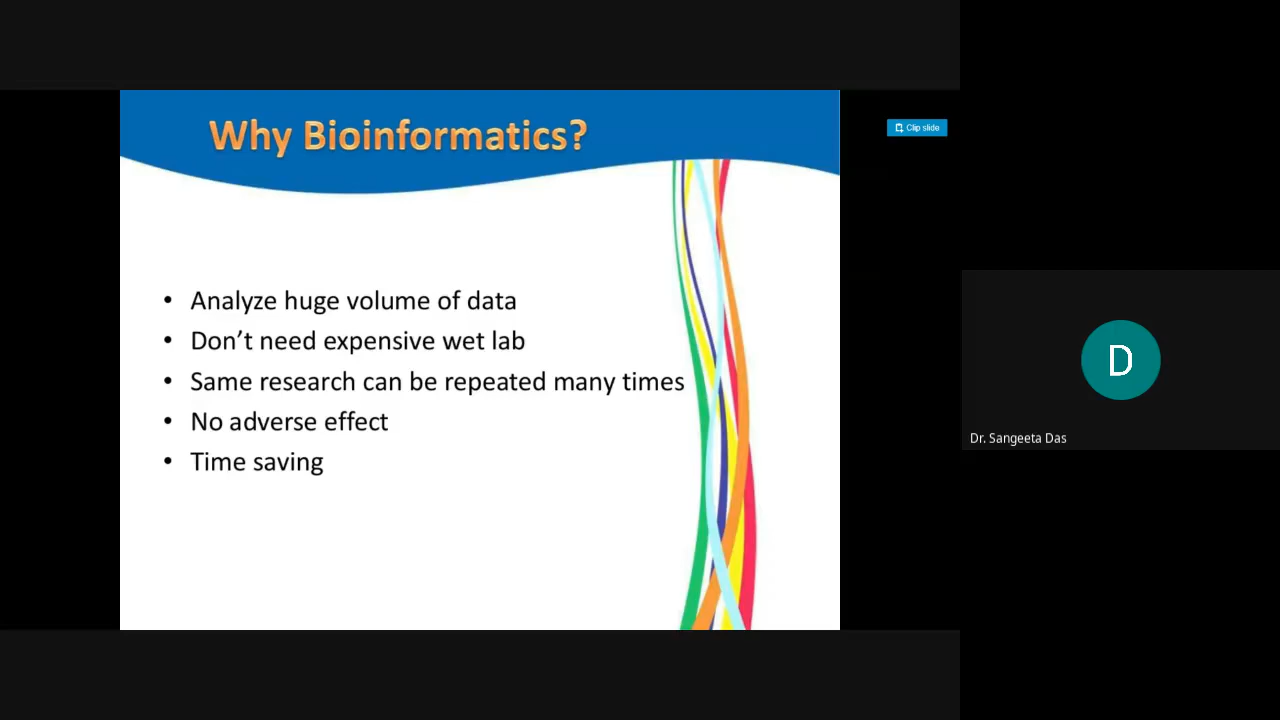 Why Bioinformatics?
Clip slide
• Analyze huge volume of data
• Don’t need expensive wet lab
• Same research can be repeated many times
• No adverse effect
• Time saving
D
Dr. Sangeeta Das